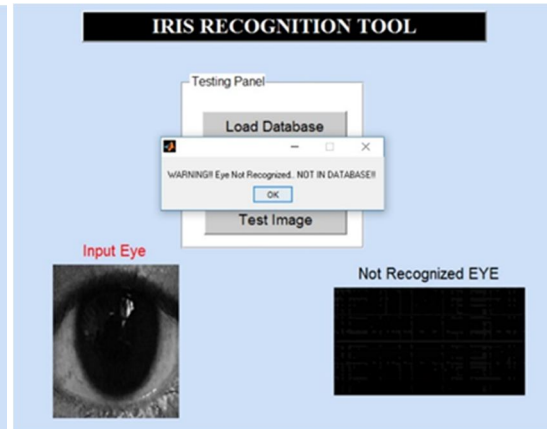 IRIS RECOGNITION TOOL
Testing Panel
Load Database
WARNING!! Eye Not Recognized.. NOT IN DATABASE!!
OK
Test Image
Input Eye
Not Recognized EYE